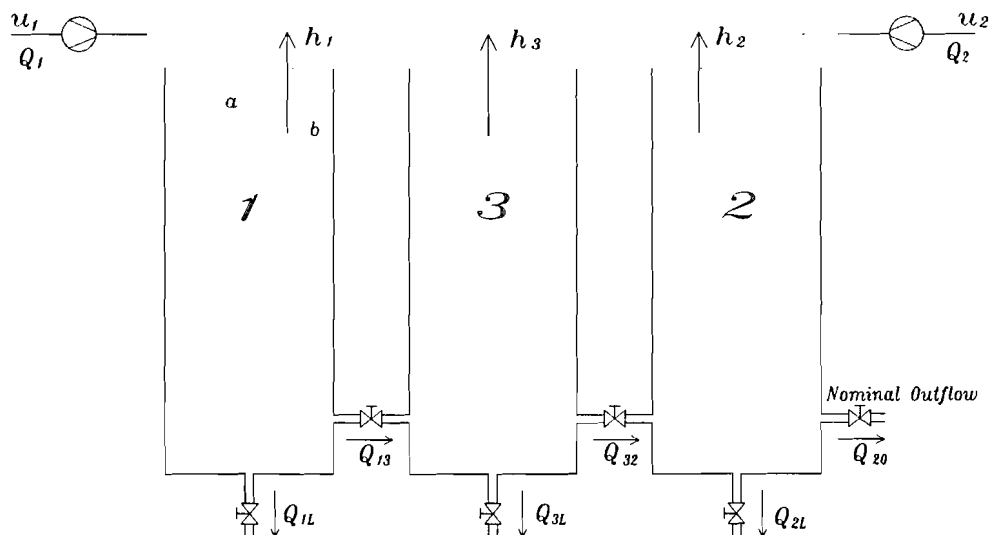 u1
Q1
h1
h3
h2
u2
Q2
a
b
1
3
2
Nominal Outflow
Q13
Q32
Q20
Q1L
Q3L
Q2L